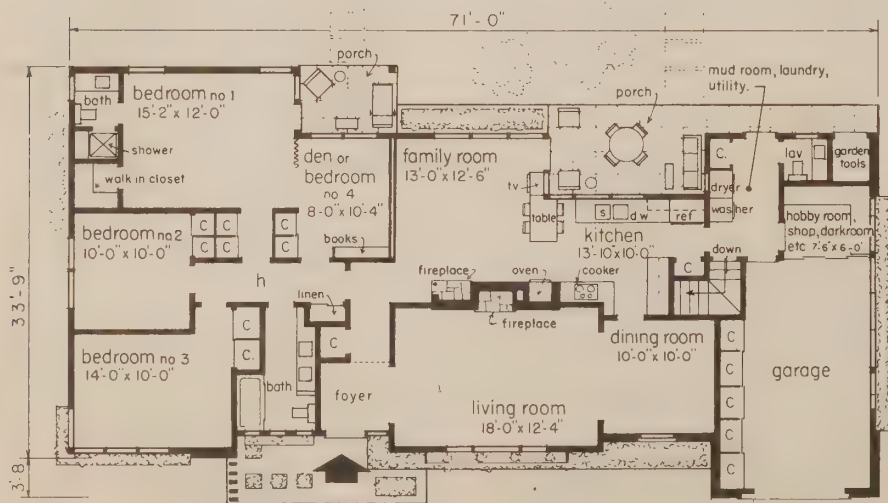 71'-0"
porch
mud room, laundry,
utility.
bath
bedroom no 1
15'-2" x 12'-0"
porch
shower
walk in closet
den or
bedroom
no 4
8'-0" x 10'-4"
family room
13'-0" x 12'-6"
C.
lav
garden
tools
tv
dryer
washer
table
s
d w
ref
hobby room,
shop, darkroom
etc 7'-6" x 6'-0"
bedroom no 2
10'-0" x 10'-0"
C
C
C
C
C
C
books
kitchen
13'-10" x 10'-0"
down
33'-9"
h
fireplace
oven
cooker
C
linen
C
fireplace
bedroom no 3
14'-0" x 10'-0"
C
C.
C
dining room
10'-0" x 10'-0"
C
C
C
C
C
garage
bath
foyer
living room
18'-0" x 12'-4"
3'-8